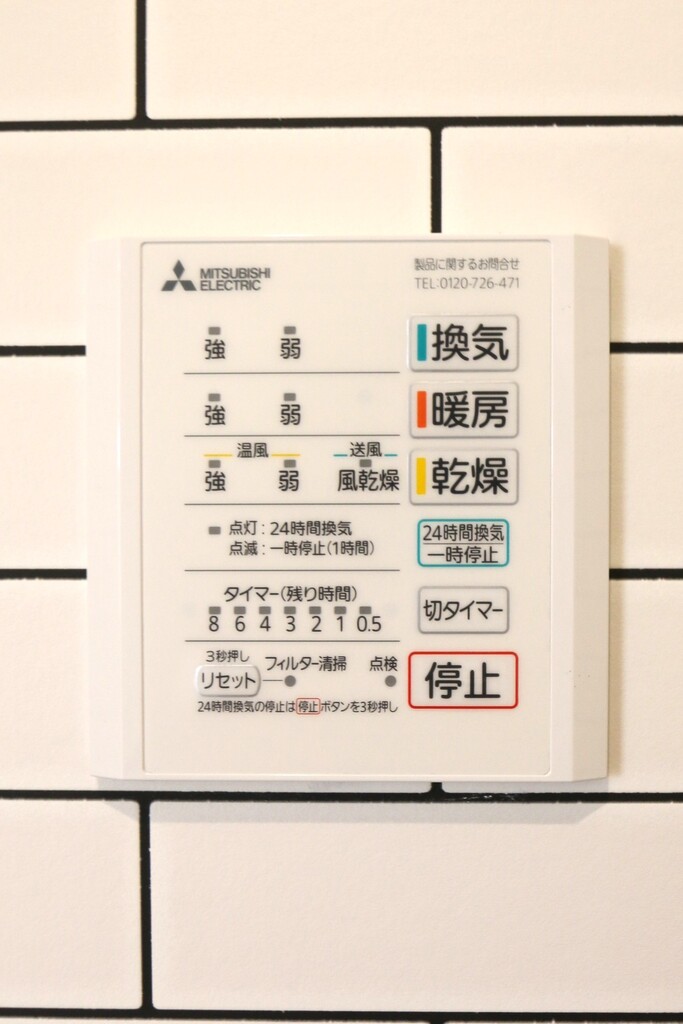 MITSUBISHI
ELECTRIC
製品に関するお問合せ
TEL:0120-726-471
強 弱 換気
強 弱 暖房
温風 送風
強 弱 風乾燥 乾燥
点灯:24時間換気
点滅:一時停止(1時間)
24時間換気
一時停止
タイマー(残り時間)
8 6 4 3 2 1 0.5
切タイマー
3秒押し
リセット フィルター清掃 点検
停止
24時間換気の停止は停止ボタンを3秒押し